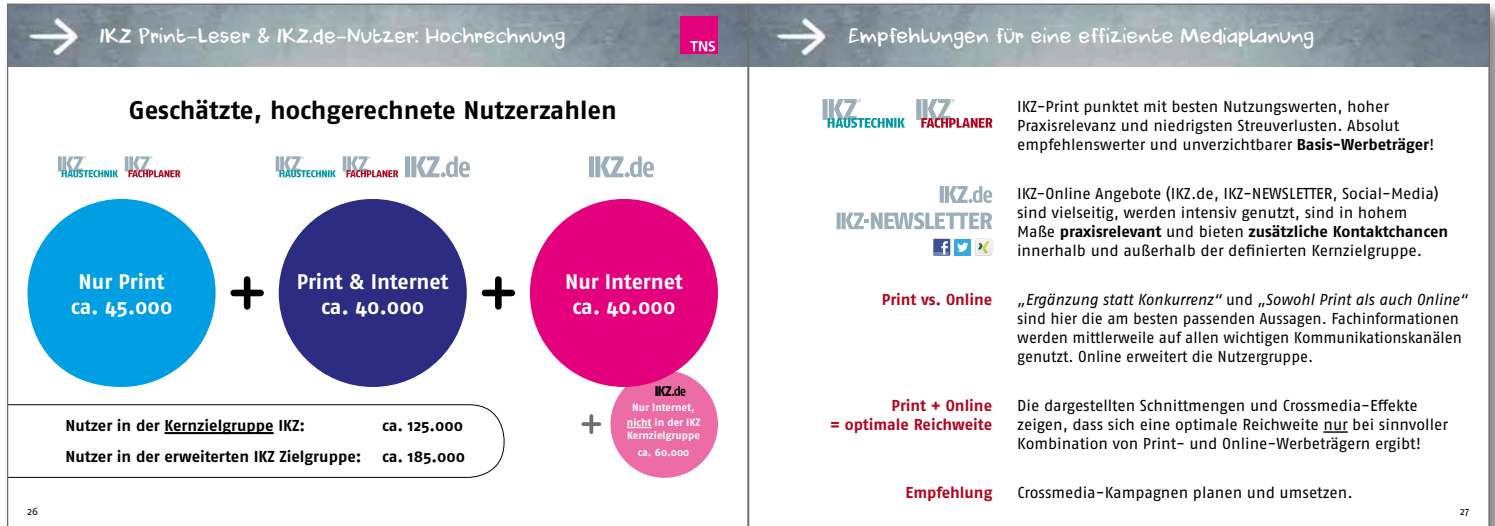 IKZ Print-Leser & IKZ.de-Nutzer: Hochrechnung
TNS
Geschätzte, hochgerechnete Nutzerzahlen
IKZ HAUSTECHNIK IKZ FACHPLANER
IKZ HAUSTECHNIK IKZ FACHPLANER IKZ.de
IKZ.de
Nur Print
ca. 45.000
+
Print & Internet
ca. 40.000
+
Nur Internet
ca. 40.000
+
IKZ.de
Nur Internet,
nicht in der IKZ
Kernzielgruppe
ca. 60.000
Nutzer in der Kernzielgruppe IKZ: ca. 125.000
Nutzer in der erweiterten IKZ Zielgruppe: ca. 185.000
26
Empfehlungen für eine effiziente Mediaplanung
IKZ HAUSTECHNIK IKZ FACHPLANER
IKZ-Print punktet mit besten Nutzungswerten, hoher
Praxisrelevanz und niedrigsten Streuverlusten. Absolut
empfehlenswerter und unverzichtbarer Basis-Werbeträger!
IKZ.de
IKZ-NEWSLETTER
IKZ-Online Angebote (IKZ.de, IKZ-NEWSLETTER, Social-Media)
sind vielseitig, werden intensiv genutzt, sind in hohem
Maße praxisrelevant und bieten zusätzliche Kontaktchancen
innerhalb und außerhalb der definierten Kernzielgruppe.
Print vs. Online
„Ergänzung statt Konkurrenz“ und „Sowohl Print als auch Online“
sind hier die am besten passenden Aussagen. Fachinformationen
werden mittlerweile auf allen wichtigen Kommunikationskanälen
genutzt. Online erweitert die Nutzergruppe.
Print + Online
= optimale Reichweite
Die dargestellten Schnittmengen und Crossmedia-Effekte
zeigen, dass sich eine optimale Reichweite nur bei sinnvoller
Kombination von Print- und Online-Werbeträgern ergibt!
Empfehlung
Crossmedia-Kampagnen planen und umsetzen.
27